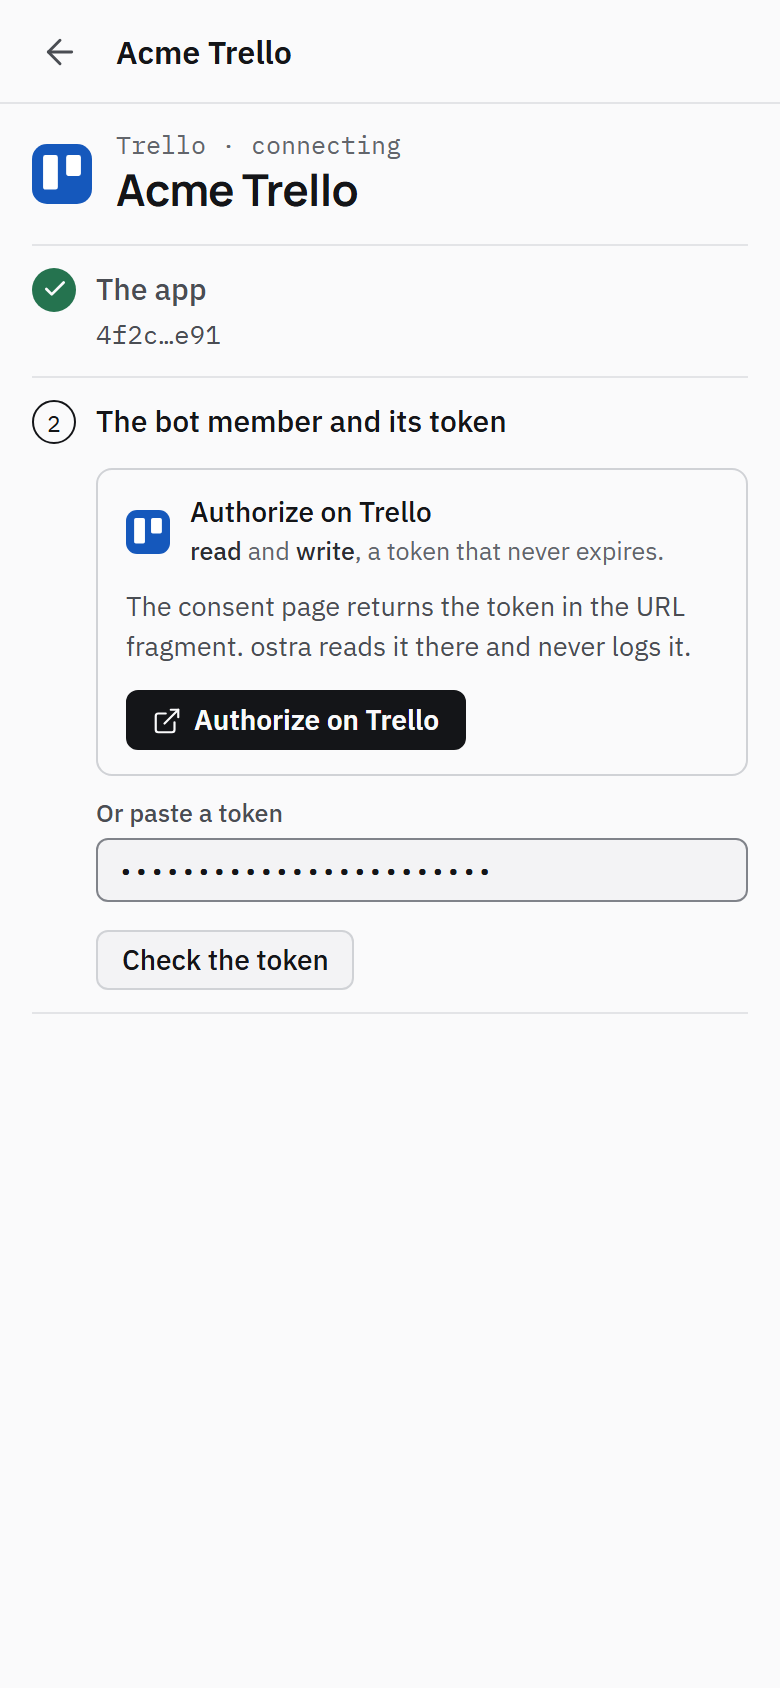 Acme Trello
Trello · connecting
Acme Trello
The app
4f2c…e91
2
The bot member and its token
Authorize on Trello
read and write, a token that never expires.
The consent page returns the token in the URL
fragment. ostra reads it there and never logs it.
Authorize on Trello
Or paste a token
••••••••••••••••••••••••
Check the token